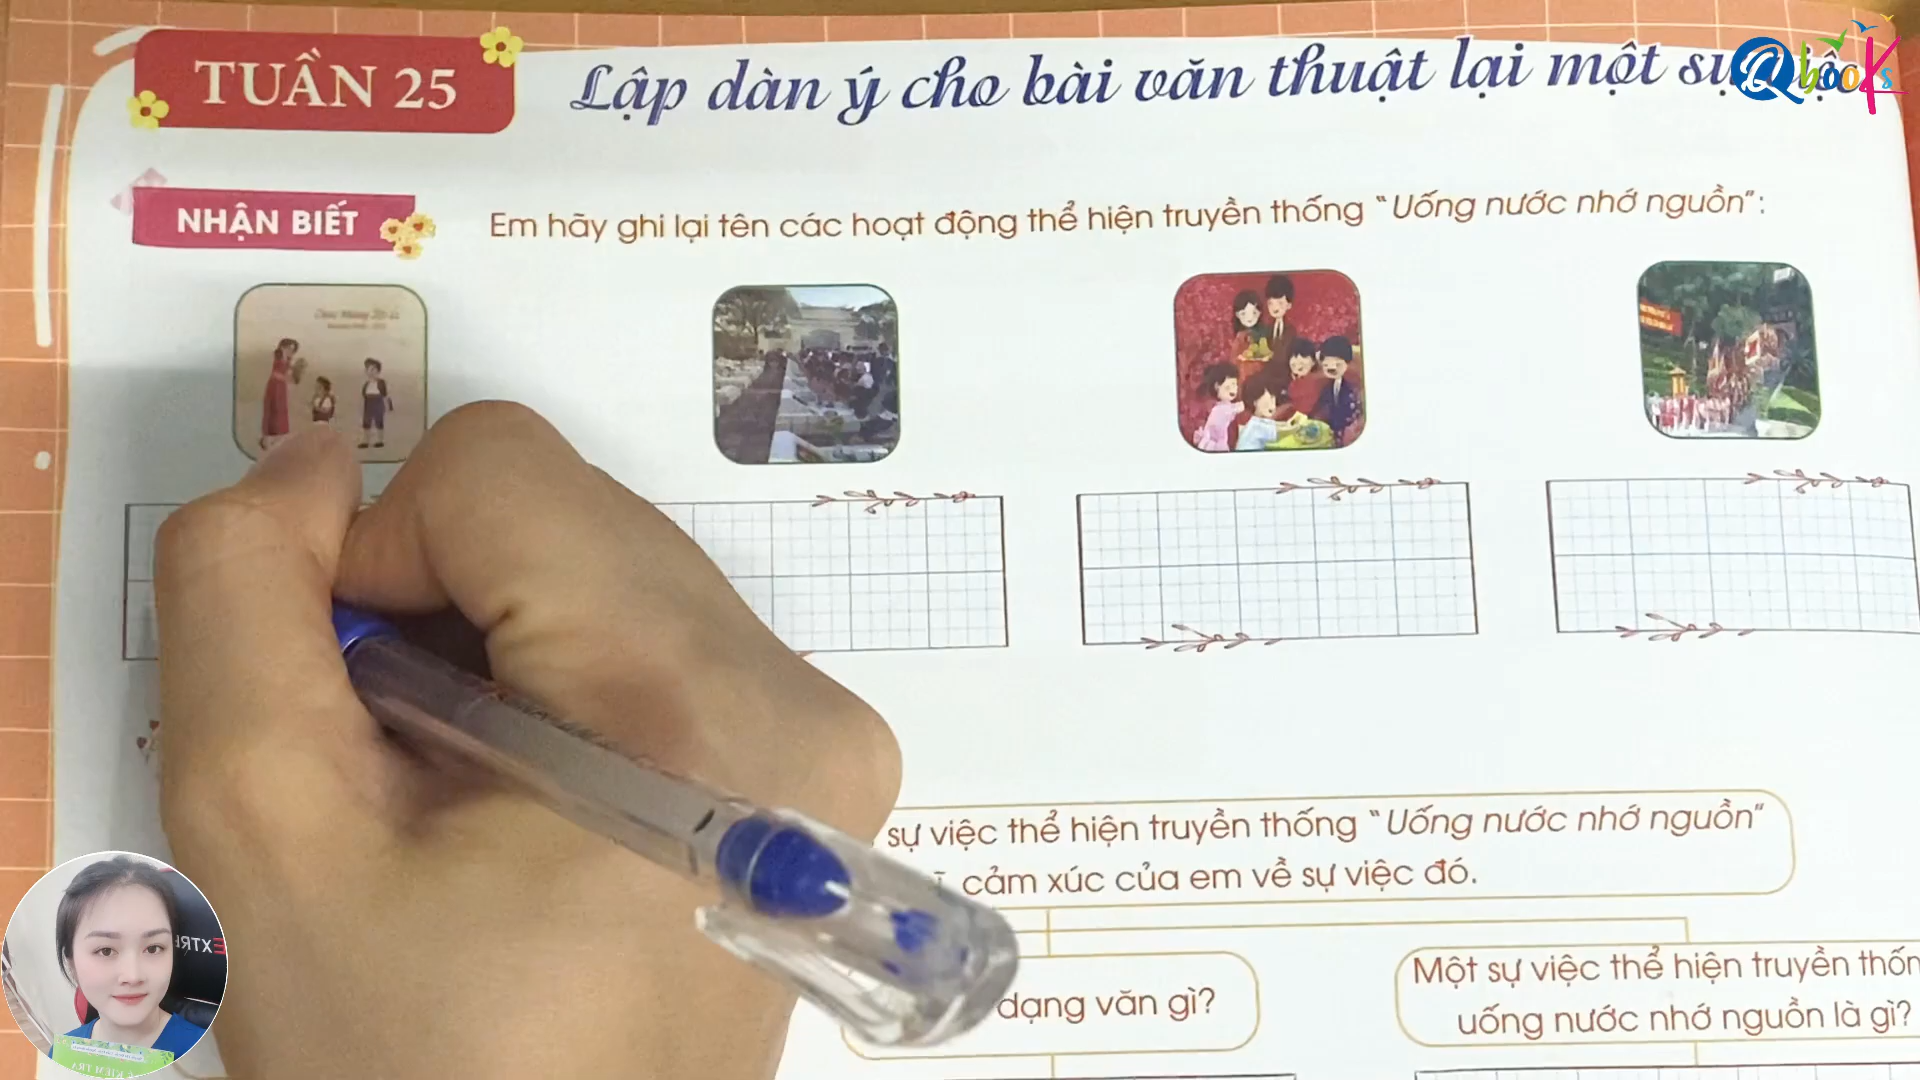 TUẦN 25
Lập dàn ý cho bài văn thuật lại một sự
Qbooks
NHẬN BIẾT
Em hãy ghi lại tên các hoạt động thể hiện truyền thống “Uống nước nhớ nguồn”:
sự việc thể hiện truyền thống “Uống nước nhớ nguồn”
cảm xúc của em về sự việc đó.
dạng văn gì?
Một sự việc thể hiện truyền
uống nước nhớ nguồn là gì?